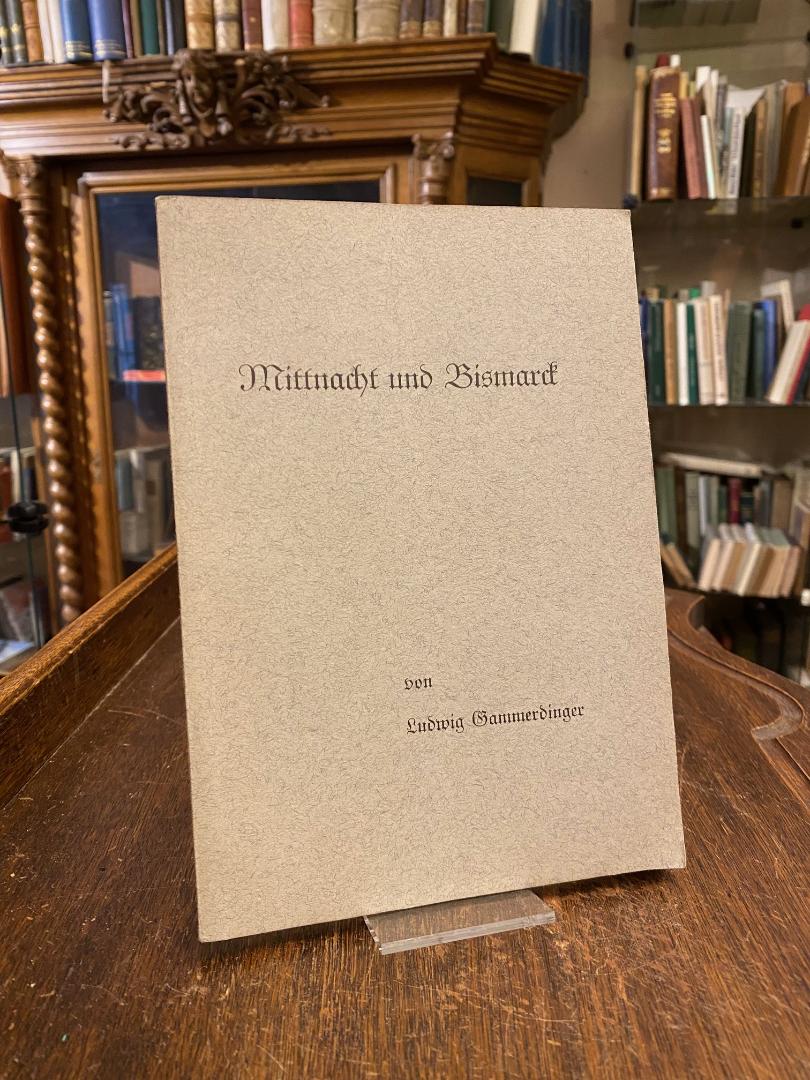 Mittnacht und Bismarck
von
Ludwig Gammerdinger